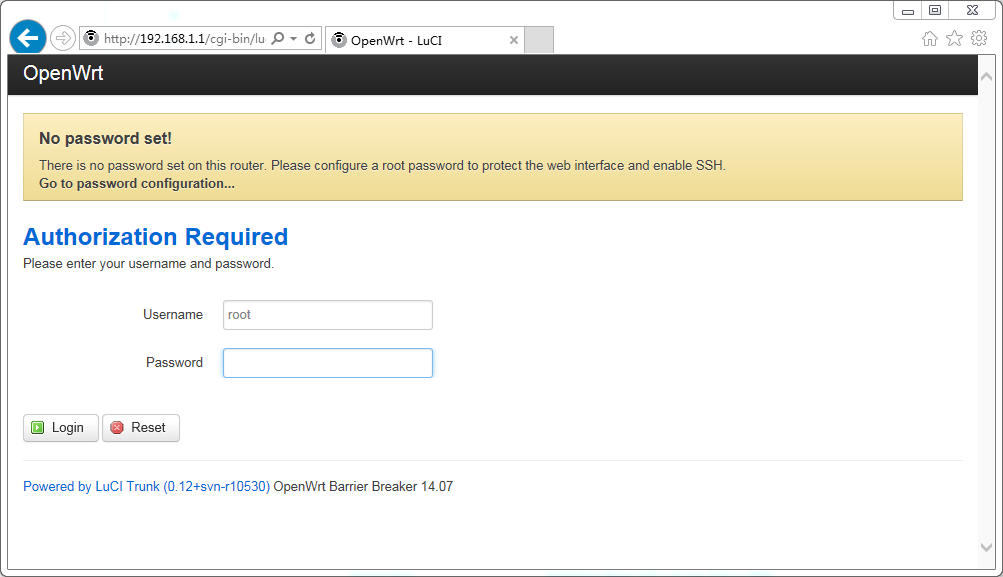 http://192.168.1.1/cgi-bin/lu
OpenWrt - LuCI
OpenWrt
No password set!
There is no password set on this router. Please configure a root password to protect the web interface and enable SSH.
Go to password configuration...
Authorization Required
Please enter your username and password.
Username root
Password
Login Reset
Powered by LuCI Trunk (0.12+svn-r10530) OpenWrt Barrier Breaker 14.07